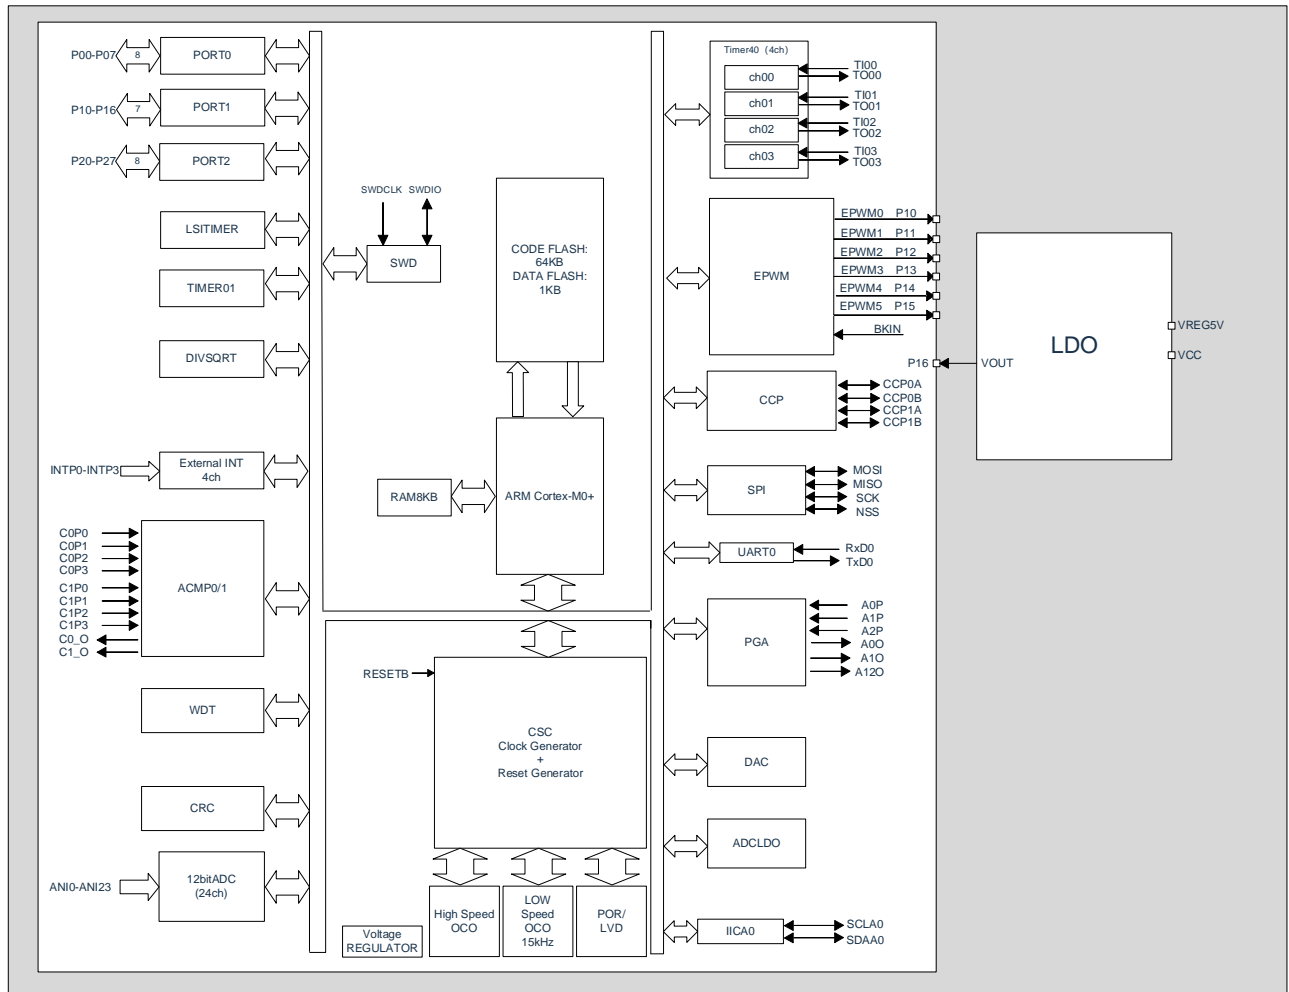 P00-P07
8
PORT0
P10-P16
7
PORT1
P20-P27
8
PORT2
LSITIMER
TIMER01
DIVSQRT
INTP0-INTP3
External INT
4ch
C0P0
C0P1
C0P2
C0P3
C1P0
C1P1
C1P2
C1P3
C0_O
C1_O
ACMP0/1
WDT
CRC
ANI0-ANI23
12bitADC
(24ch)
SWDCLK
SWDIO
SWD
CODE FLASH:
64KB
DATA FLASH:
1KB
RAM8KB
ARM Cortex-M0+
RESETB
CSC
Clock Generator
+
Reset Generator
Voltage
REGULATOR
High Speed
OCO
LOW
Speed
OCO
15kHz
POR/
LVD
Timer40 (4ch)
ch00
TI00
TO00
ch01
TI01
TO01
ch02
TI02
TO02
ch03
TI03
TO03
EPWM
EPWM0 P10
EPWM1 P11
EPWM2 P12
EPWM3 P13
EPWM4 P14
EPWM5 P15
BKIN
P16
VOUT
LDO
VREG5V
VCC
CCP
CCP0A
CCP0B
CCP1A
CCP1B
SPI
MOSI
MISO
SCK
NSS
UART0
RxD0
TxD0
PGA
A0P
A1P
A2P
A0O
A1O
A12O
DAC
ADCLDO
IICA0
SCLA0
SDAA0